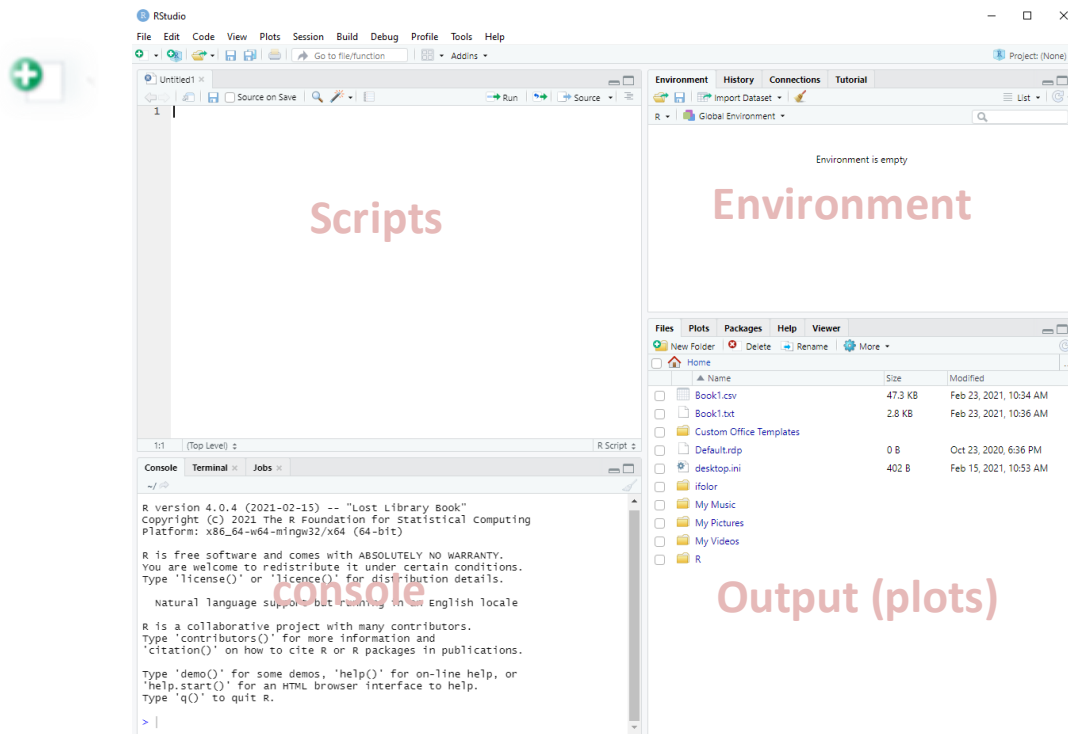 RStudio
File Edit Code View Plots Session Build Debug Profile Tools Help
Go to file/function Addins Project: (None)
Untitled1
Source on Save Run Source
1
Scripts
1:1 (Top Level) R Script
Console Terminal Jobs
~/
R version 4.0.4 (2021-02-15) -- "Lost Library Book"
Copyright (C) 2021 The R Foundation for Statistical Computing
Platform: x86_64-w64-mingw32/x64 (64-bit)
R is free software and comes with ABSOLUTELY NO WARRANTY.
You are welcome to redistribute it under certain conditions.
Type 'license()' or 'licence()' for distribution details.
console
Natural language support but running in an English locale
R is a collaborative project with many contributors.
Type 'contributors()' for more information and
'citation()' on how to cite R or R packages in publications.
Type 'demo()' for some demos, 'help()' for on-line help, or
'help.start()' for an HTML browser interface to help.
Type 'q()' to quit R.
>
Environment History Connections Tutorial
Import Dataset List
R Global Environment
Environment is empty
Environment
Files Plots Packages Help Viewer
New Folder Delete Rename More
Home
Name Size Modified
Book1.csv 47.3 KB Feb 23, 2021, 10:34 AM
Book1.txt 2.8 KB Feb 23, 2021, 10:36 AM
Custom Office Templates
Default.rdp 0 B Oct 23, 2020, 6:36 PM
desktop.ini 402 B Feb 15, 2021, 10:53 AM
ifolor
My Music
My Pictures
My Videos
R
Output (plots)